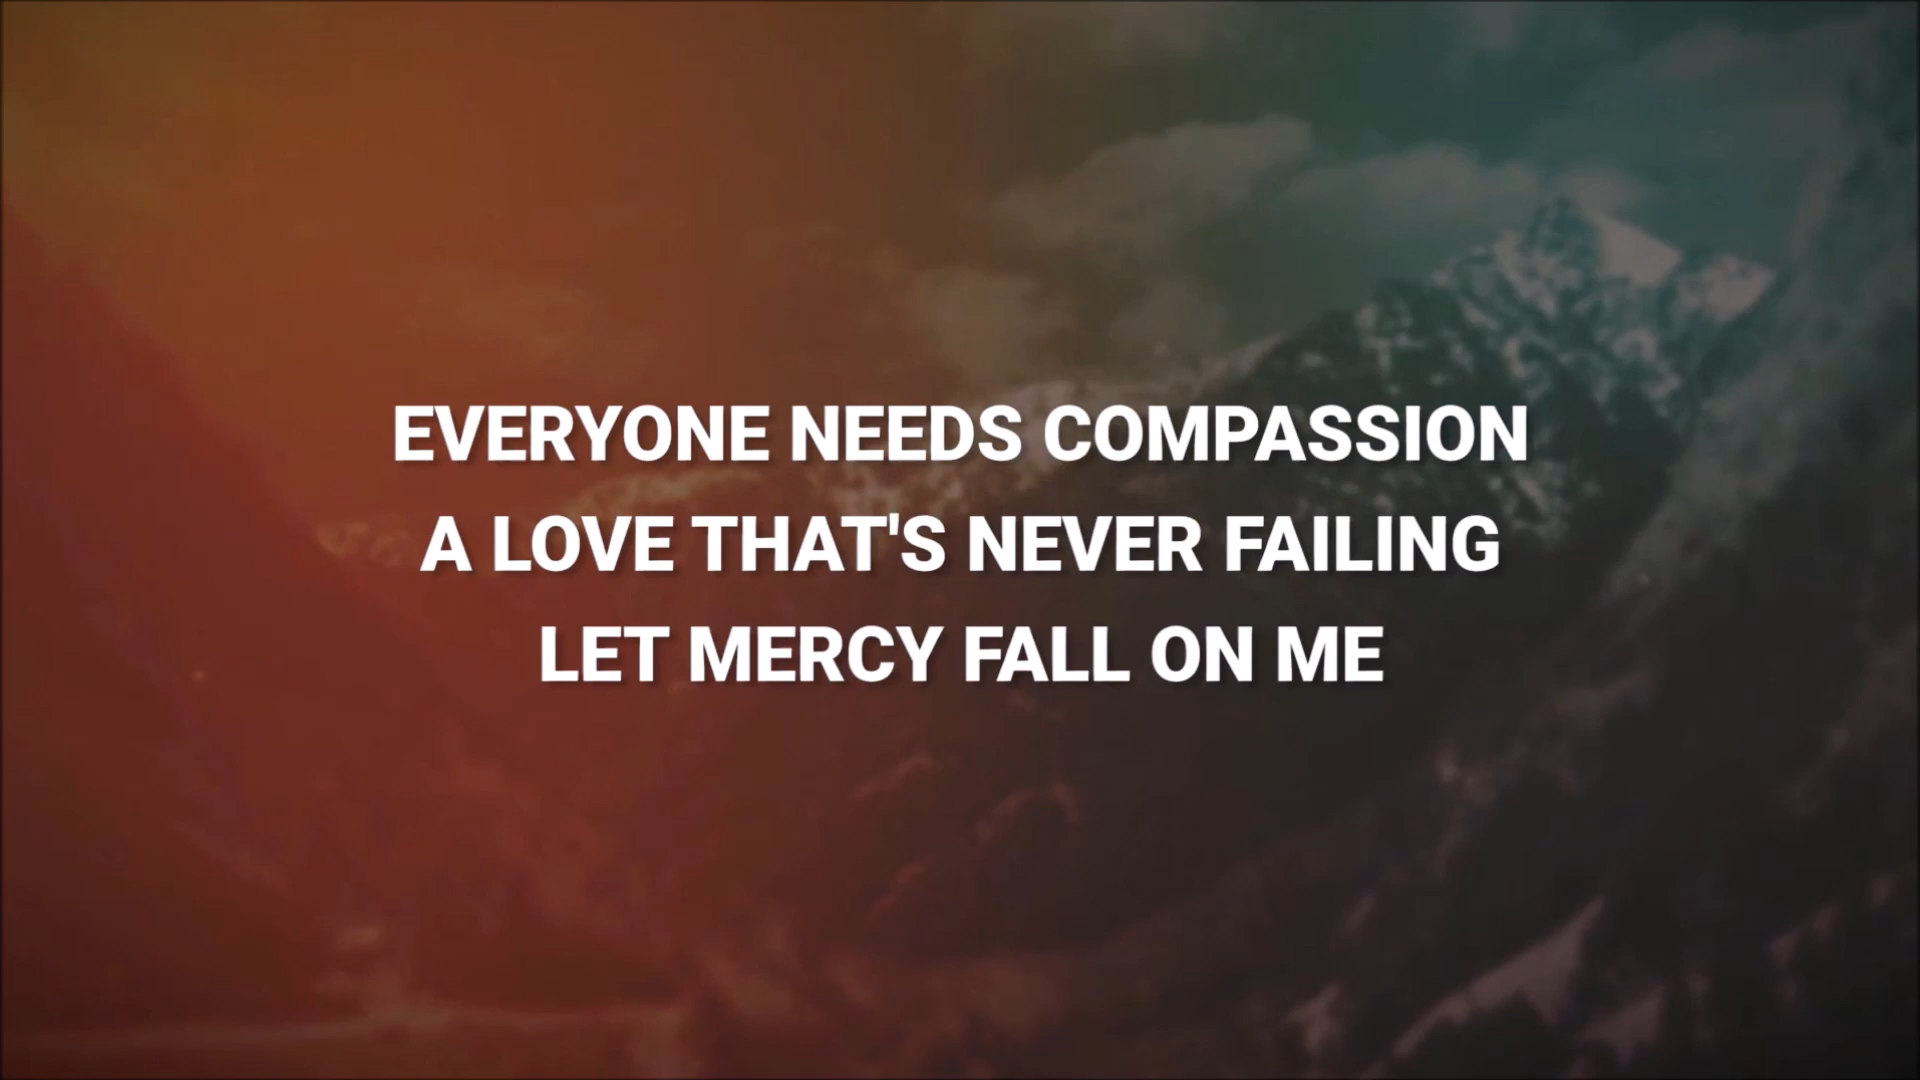 EVERYONE NEEDS COMPASSION
A LOVE THAT'S NEVER FAILING
LET MERCY FALL ON ME